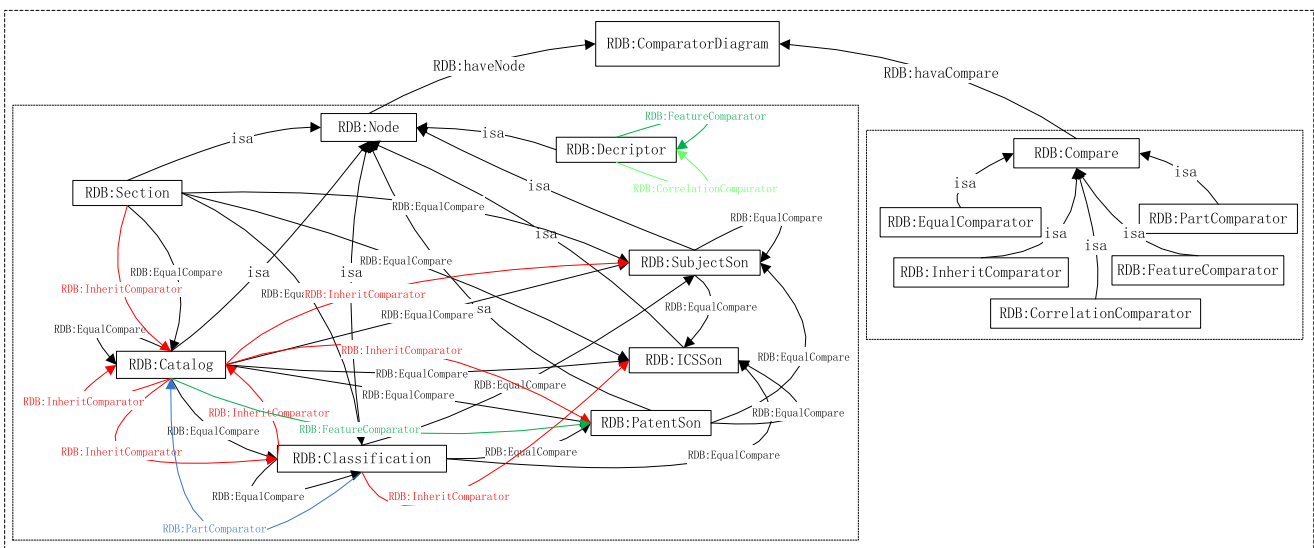 RDB:ComparatorDiagram
RDB:haveNode
RDB:havaCompare
RDB:FeatureComparator
RDB:Node
isa
isa
RDB:Decriptor
RDB:Compare
isa
isa
RDB:CorrelationComparator
RDB:Section
isa
RDB:EqualCompare
RDB:EqualCompare
RDB:EqualComparator
RDB:PartComparator
isa
isa
isa
isa
isa
RDB:EqualCompare
RDB:SubjectSon
RDB:EqualCompare
isa
isa
RDB:InheritComparator
RDB:FeatureComparator
RDB:InheritComparator
RDB:InheritComparator
RDB:EqualCompare
RDB:EqualCompare
sa
RDB:CorrelationComparator
RDB:EqualCompare
RDB:InheritComparator
RDB:ICSSon
RDB:EqualCompare
RDB:Catalog
RDB:EqualCompare
RDB:EqualCompare
RDB:EqualCompare
RDB:InheritComparator
RDB:InheritComparator
RDB:EqualCompare
RDB:PatentSon
RDB:EqualCompare
RDB:FeatureComparator
RDB:InheritComparator
RDB:Classification
RDB:EqualCompare
RDB:EqualCompare
RDB:EqualCompare
RDB:InheritComparator
RDB:PartComparator